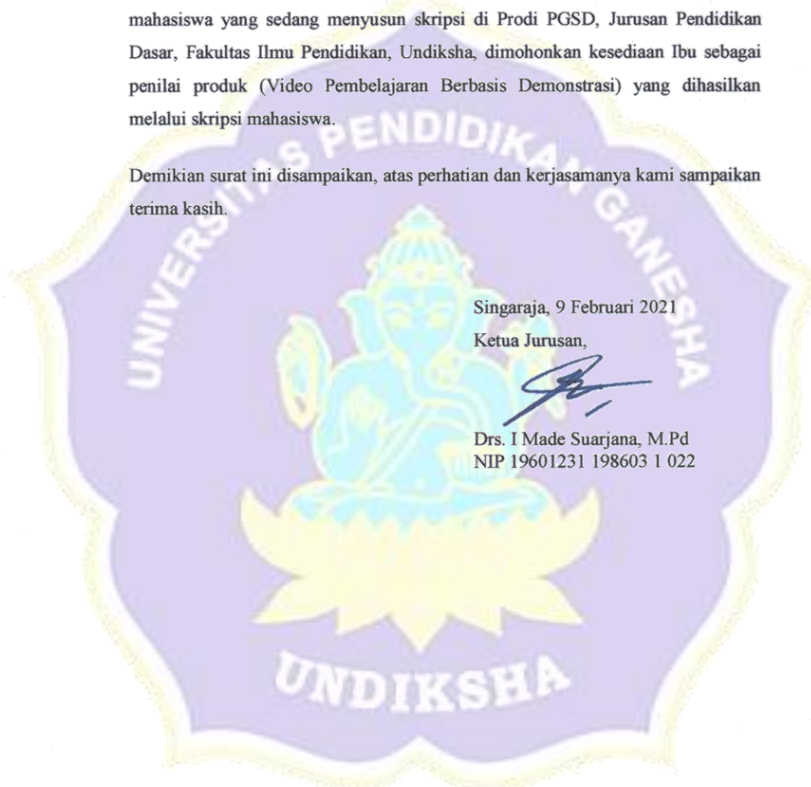 mahasiswa yang sedang menyusun skripsi di Prodi PGSD, Jurusan Pendidikan
Dasar, Fakultas Ilmu Pendidikan, Undiksha, dimohonkan kesediaan Ibu sebagai
penilai produk (Video Pembelajaran Berbasis Demonstrasi) yang dihasilkan
melalui skripsi mahasiswa.
Demikian surat ini disampaikan, atas perhatian dan kerjasamanya kami sampaikan
terima kasih.
UNIVERSITAS PENDIDIKAN GANESHA
Singaraja, 9 Februari 2021
Ketua Jurusan,
Drs. I Made Suarjana, M.Pd
NIP 19601231 198603 1 022
UNDIKSHA